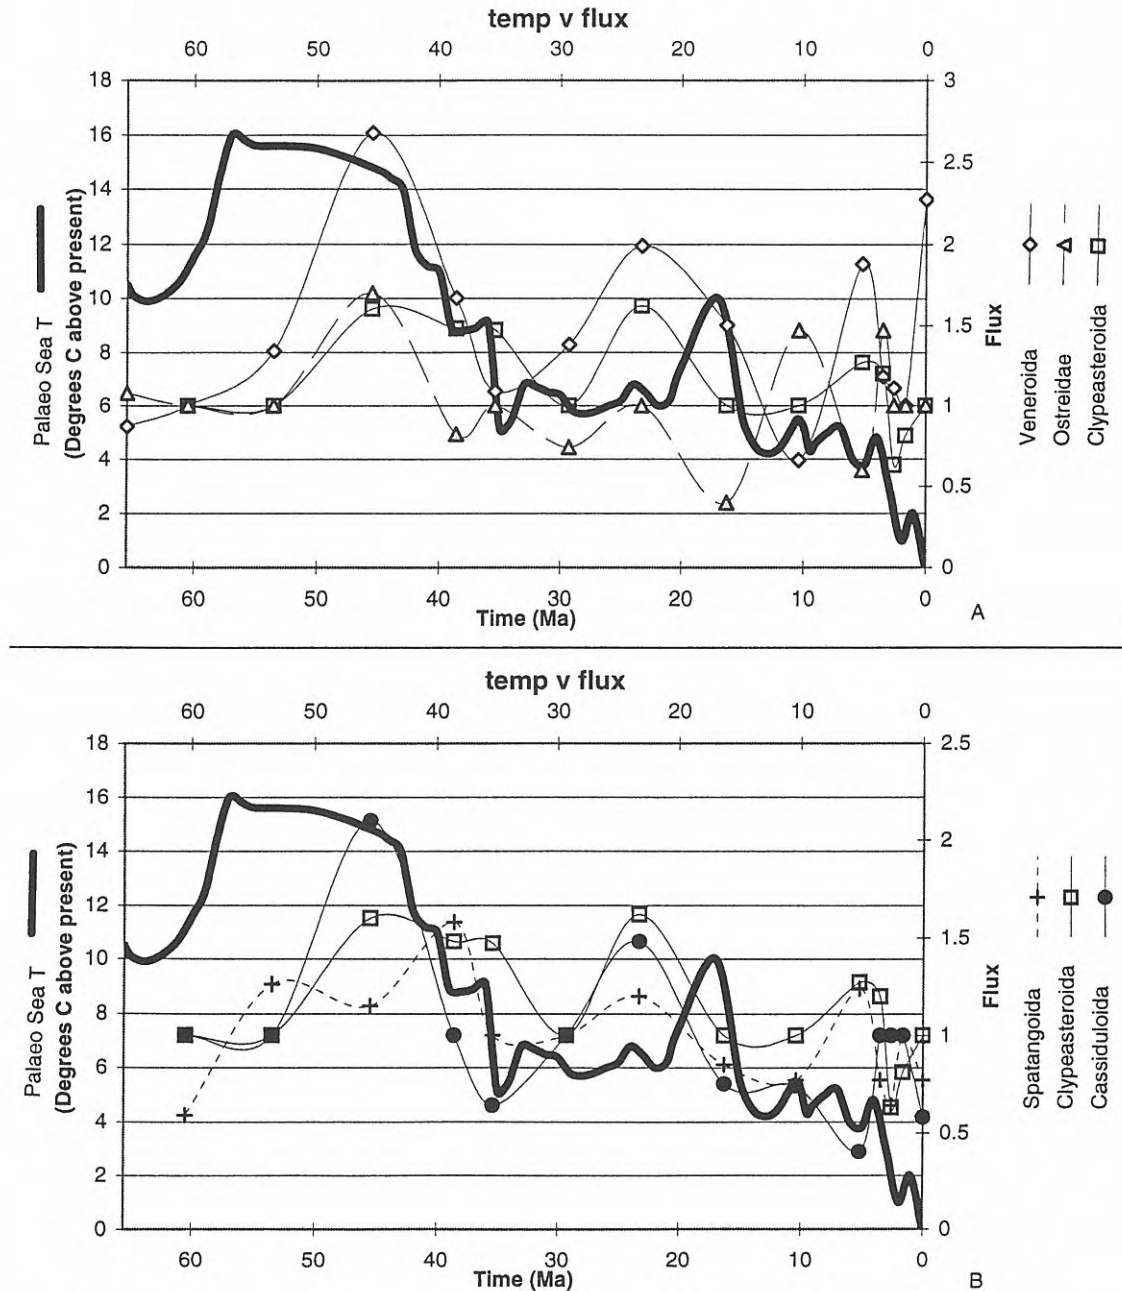 temp v flux
60 50 40 30 20 10 0
18 3
16
2.5
14
12 2
10
1.5
8
6 1
4
0.5
2
0 0
60 50 40 30 20 10 0
Time (Ma)
Palaeo Sea T
(Degrees C above present)
Flux
Veneroida
Ostreidae
Clypeasteroida
A
temp v flux
60 50 40 30 20 10 0
18 2.5
16
14 2
12
1.5
10
8
1
6
4
0.5
2
0 0
60 50 40 30 20 10 0
Time (Ma)
Palaeo Sea T
(Degrees C above present)
Flux
Spatangoida
Clypeasteroida
Cassiduloida
B